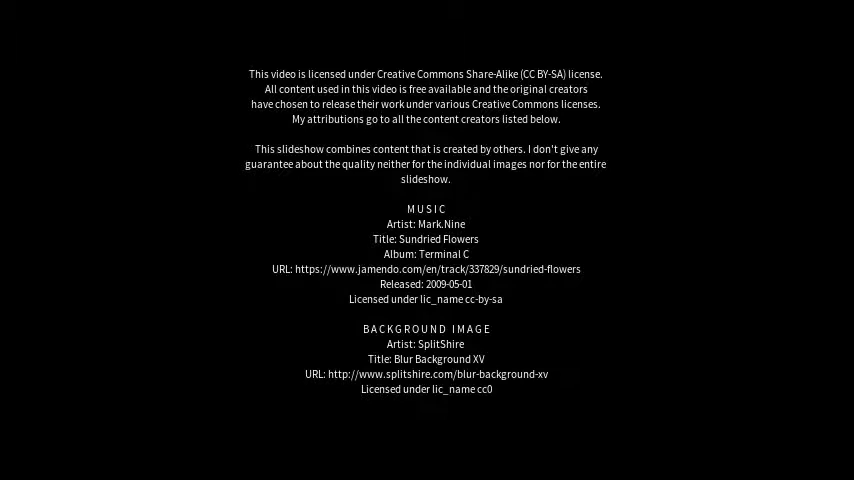 This video is licensed under Creative Commons Share-Alike (CC BY-SA) license.
All content used in this video is free available and the original creators
have chosen to release their work under various Creative Commons licenses.
My attributions go to all the content creators listed below.
This slideshow combines content that is created by others. I don't give any
guarantee about the quality neither for the individual images nor for the entire
slideshow.
MUSIC
Artist: Mark.Nine
Title: Sundried Flowers
Album: Terminal C
URL: https://www.jamendo.com/en/track/337829/sundried-flowers
Released: 2009-05-01
Licensed under lic_name cc-by-sa
BACKGROUND IMAGE
Artist: SplitShire
Title: Blur Background XV
URL: http://www.splitshire.com/blur-background-xv
Licensed under lic_name cc0